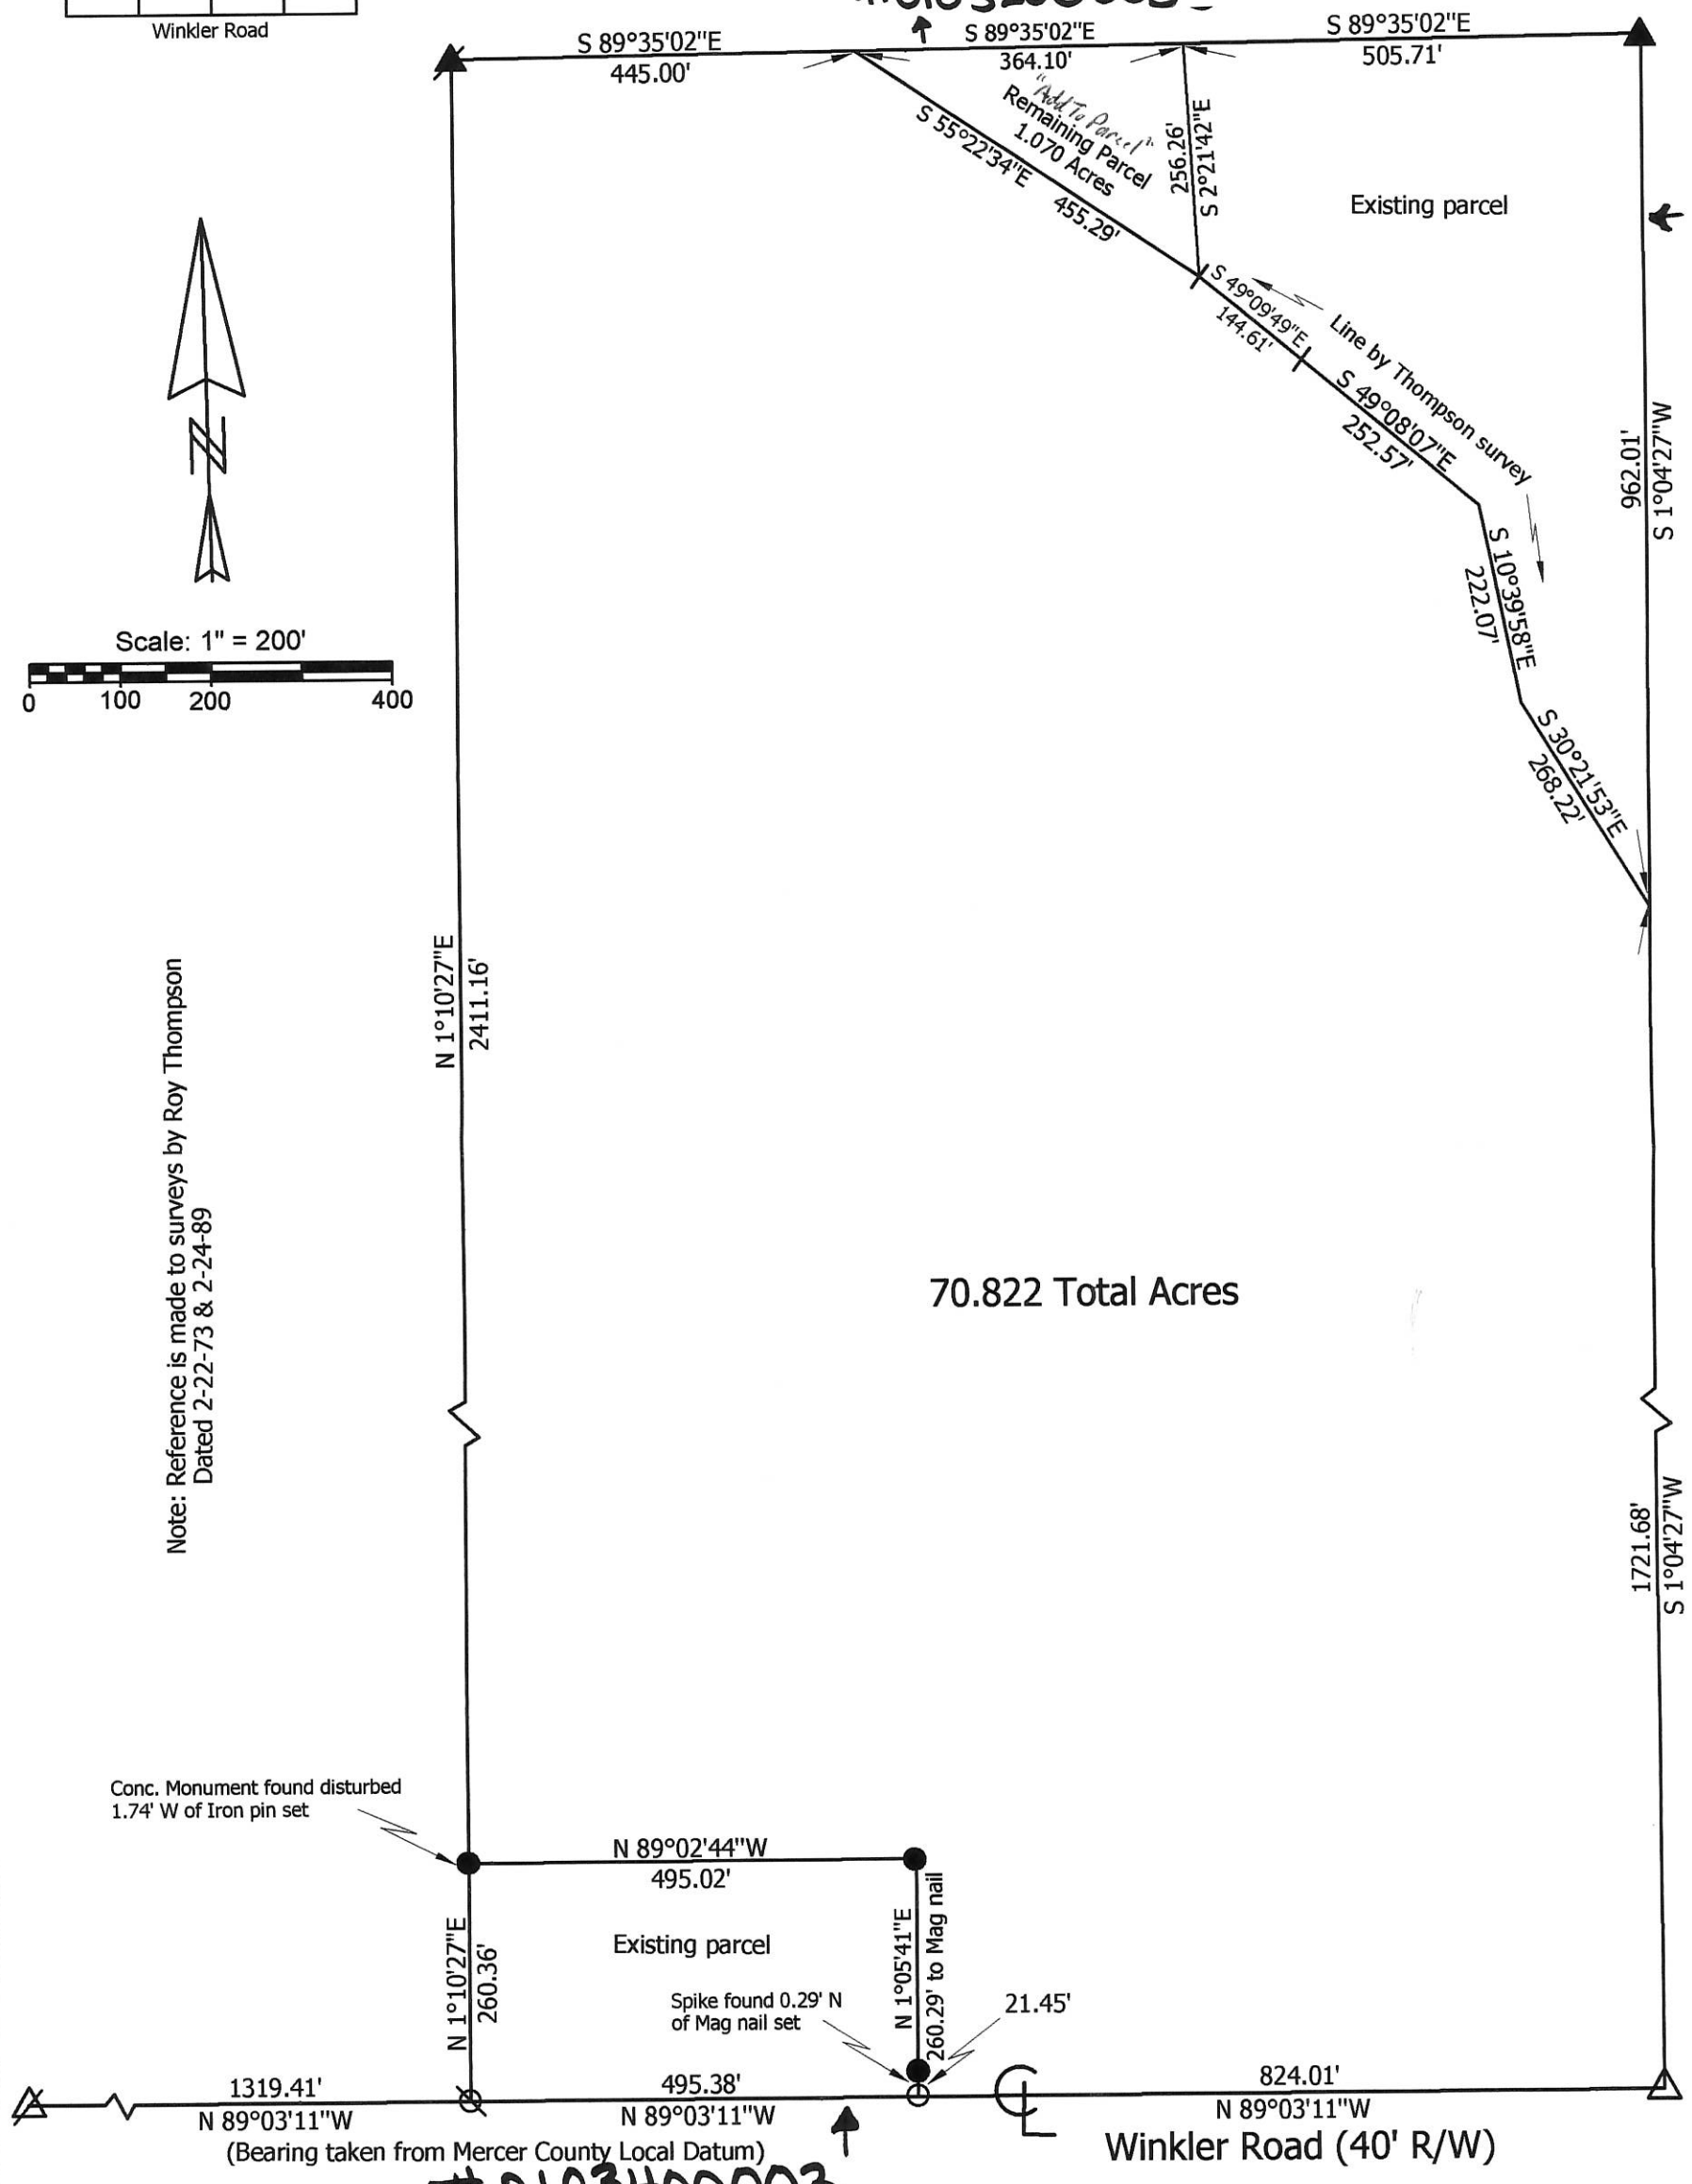 Winkler Road
S 89°35'02"E
445.00'
S 89°35'02"E
364.10'
S 89°35'02"E
505.71'
"Add To Parcel"
Remaining Parcel
1.070 Acres
S 55°22'34"E
455.29'
256.26'
S 2°21'42"E
Existing parcel
S 49°09'49"E
144.61'
Line by Thompson survey
S 49°08'07"E
252.57'
962.01'
S 1°04'27"W
S 10°39'58"E
222.07'
S 30°21'53"E
268.22'
N
Scale: 1" = 200'
0 100 200 400
N 1°10'27"E
2411.16'
Note: Reference is made to surveys by Roy Thompson
Dated 2-22-73 & 2-24-89
70.822 Total Acres
1721.68'
S 1°04'27"W
Conc. Monument found disturbed
1.74' W of Iron pin set
N 89°02'44"W
495.02'
N 1°10'27"E
260.36'
Existing parcel
N 1°05'41"E
260.29' to Mag nail
Spike found 0.29' N
of Mag nail set
21.45'
1319.41'
N 89°03'11"W
495.38'
N 89°03'11"W
CL
824.01'
N 89°03'11"W
(Bearing taken from Mercer County Local Datum)
Winkler Road (40' R/W)